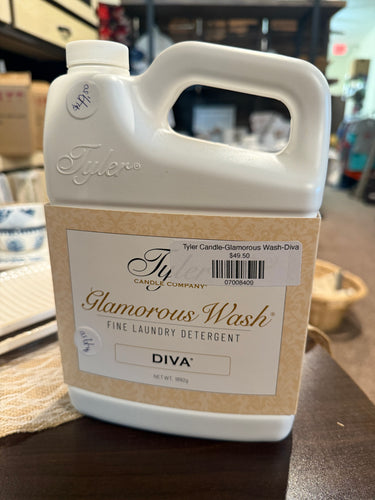 Tyler®
Tyler Candle-Glamorous Wash-Diva
$49.50
07008409
Tyler
CANDLE COMPANY®
Glamorous Wash®
FINE LAUNDRY DETERGENT
DIVA®